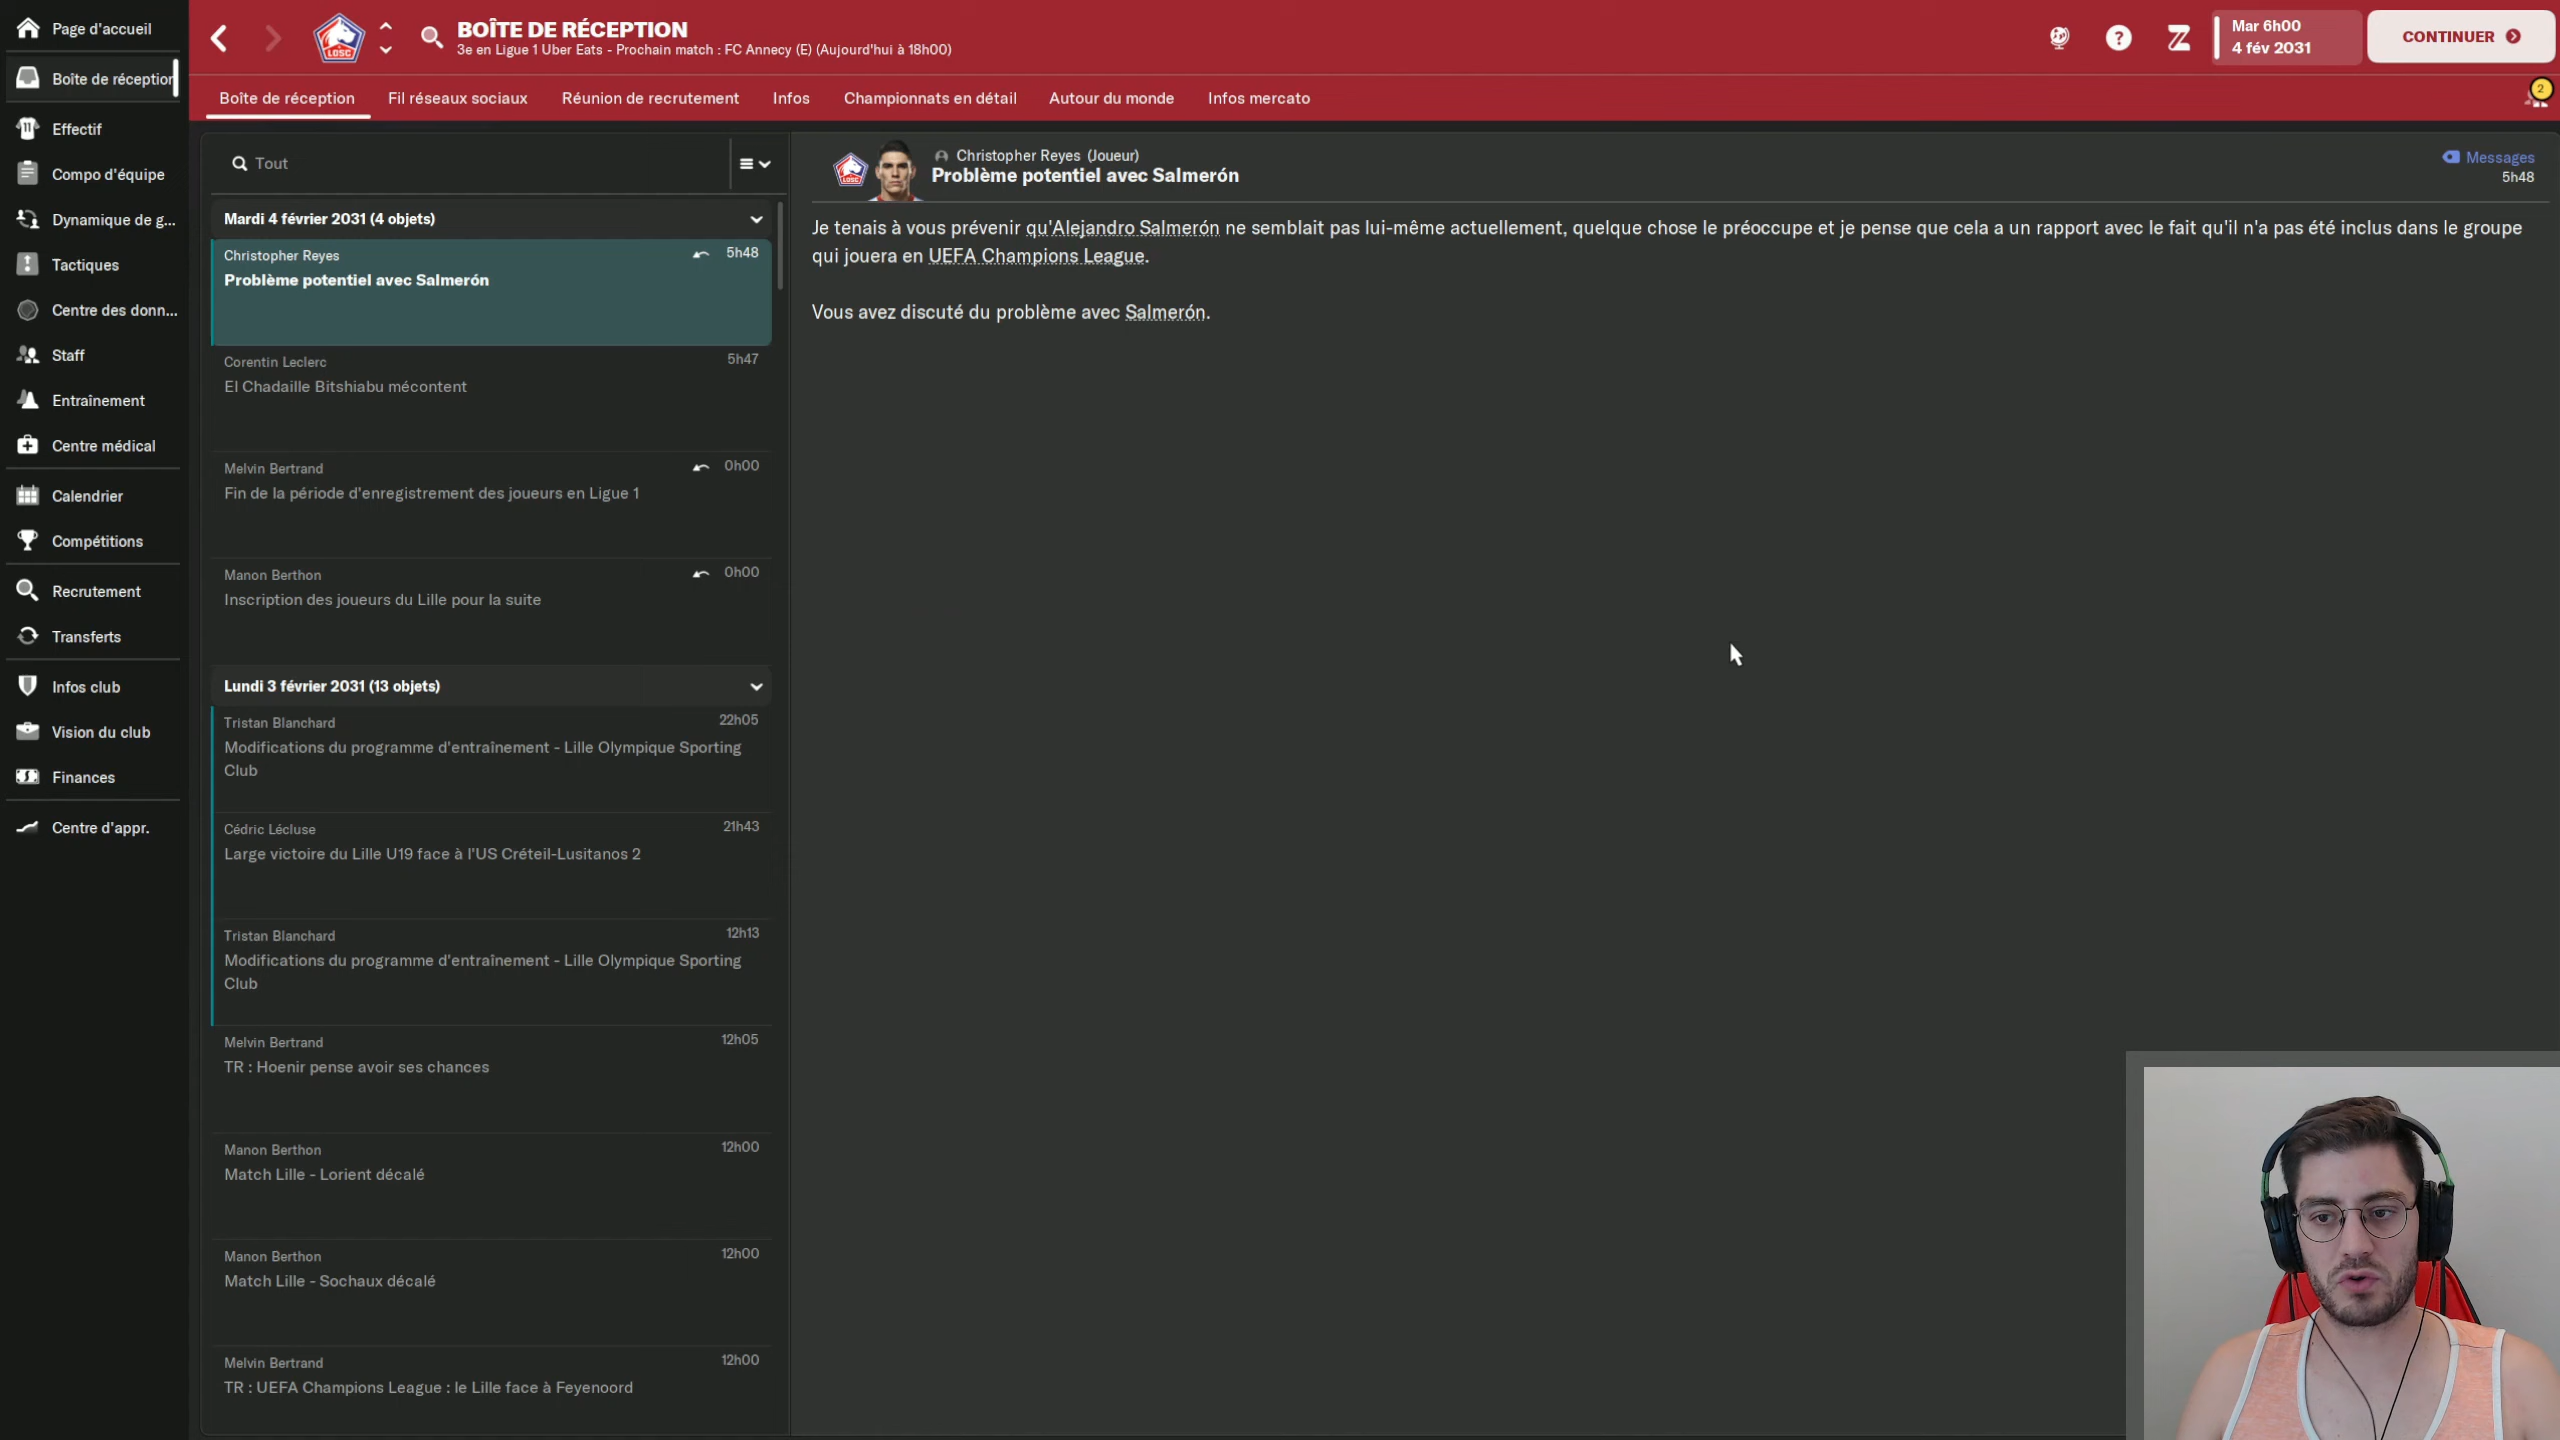 Page d'accueil
Boîte de réception
Effectif
Compo d'équipe
Dynamique de g...
Tactiques
Centre des donn...
Staff
Entraînement
Centre médical
Calendrier
Compétitions
Recrutement
Transferts
Infos club
Vision du club
Finances
Centre d'appr.
LOSC
BOÎTE DE RÉCEPTION
3e en Ligue 1 Uber Eats - Prochain match : FC Annecy (E) (Aujourd'hui à 18h00)
?
Mar 6h00
4 fév 2031
CONTINUER
Boîte de réception
Fil réseaux sociaux
Réunion de recrutement
Infos
Championnats en détail
Autour du monde
Infos mercato
2
Tout
Mardi 4 février 2031 (4 objets)
Christopher Reyes
5h48
Problème potentiel avec Salmerón
Corentin Leclerc
5h47
El Chadaille Bitshiabu mécontent
Melvin Bertrand
0h00
Fin de la période d'enregistrement des joueurs en Ligue 1
Manon Berthon
0h00
Inscription des joueurs du Lille pour la suite
Lundi 3 février 2031 (13 objets)
Tristan Blanchard
22h05
Modifications du programme d'entraînement - Lille Olympique Sporting
Club
Cédric Lécluse
21h43
Large victoire du Lille U19 face à l'US Créteil-Lusitanos 2
Tristan Blanchard
12h13
Modifications du programme d'entraînement - Lille Olympique Sporting
Club
Melvin Bertrand
12h05
TR : Hoenir pense avoir ses chances
Manon Berthon
12h00
Match Lille - Lorient décalé
Manon Berthon
12h00
Match Lille - Sochaux décalé
Melvin Bertrand
12h00
TR : UEFA Champions League : le Lille face à Feyenoord
LOSC
Christopher Reyes (Joueur)
Problème potentiel avec Salmerón
Messages
5h48
Je tenais à vous prévenir qu'Alejandro Salmerón ne semblait pas lui-même actuellement, quelque chose le préoccupe et je pense que cela a un rapport avec le fait qu'il n'a pas été inclus dans le groupe
qui jouera en UEFA Champions League.
Vous avez discuté du problème avec Salmerón.